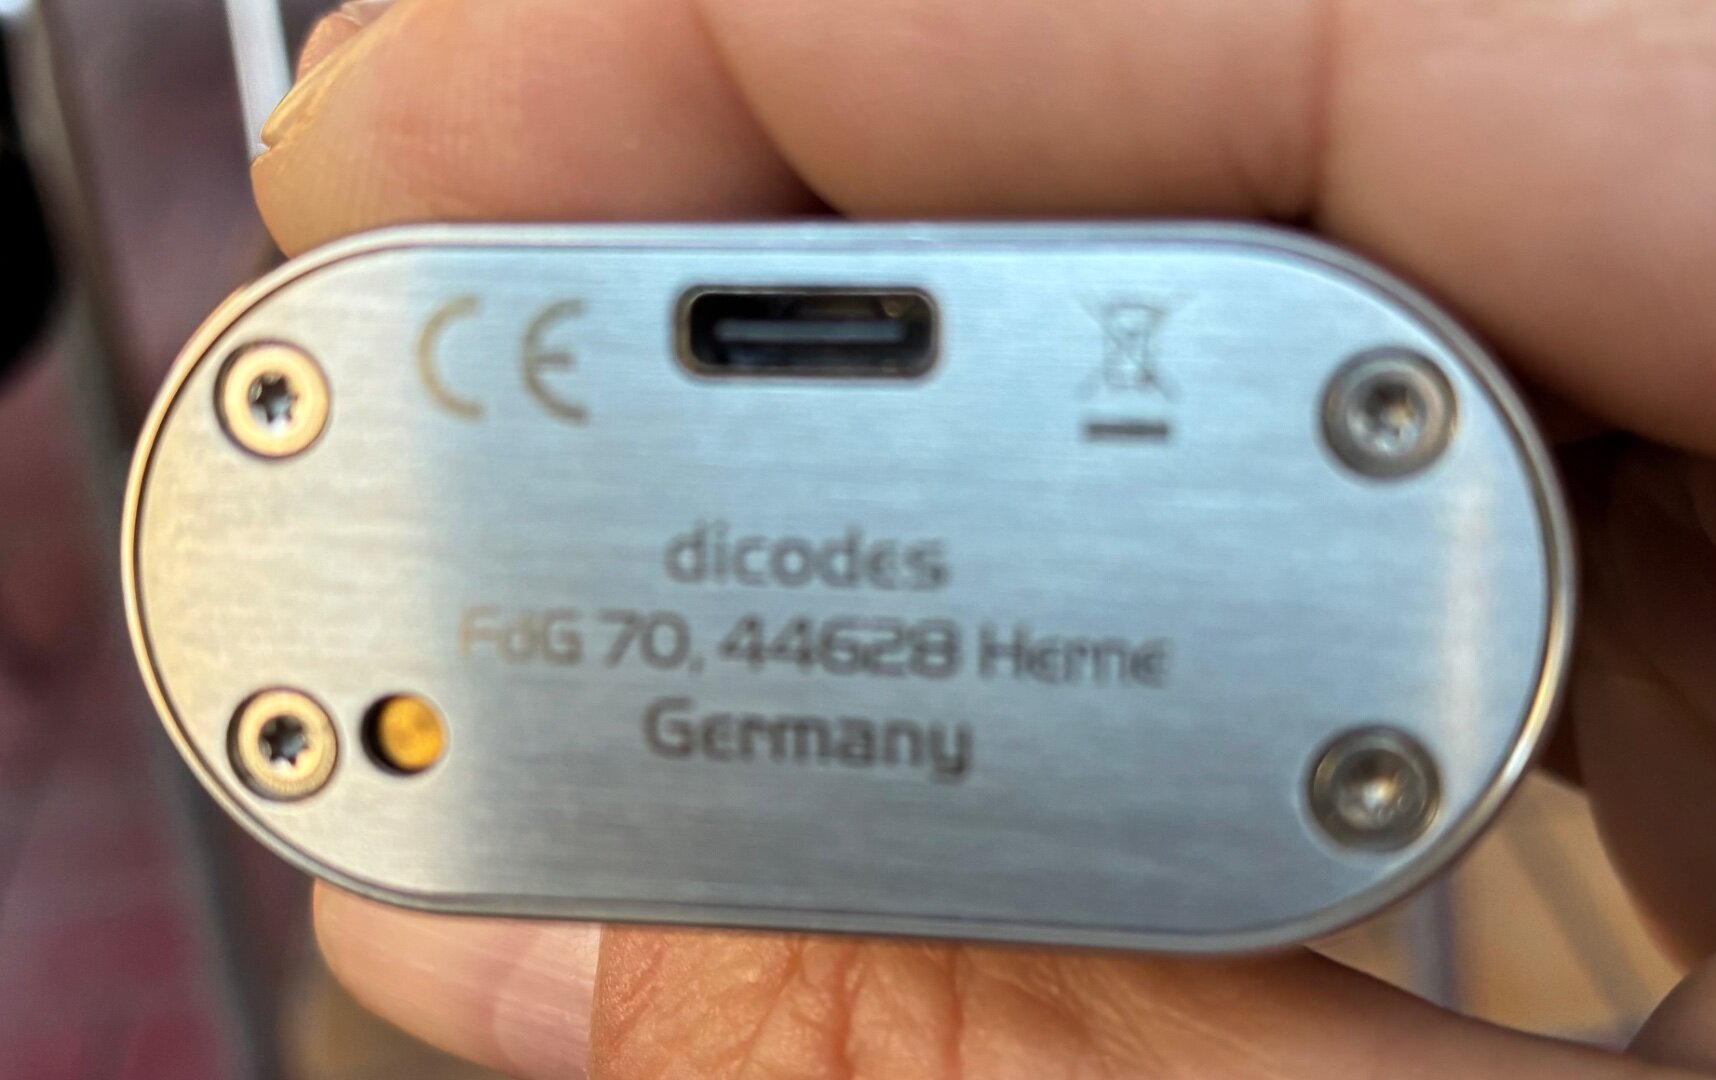 CE
dicodes
FdG 70, 44628 Herne
Germany